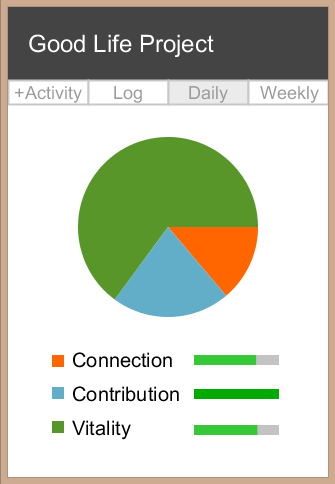 Good Life Project
+Activity Log Daily Weekly
Connection
Contribution
Vitality